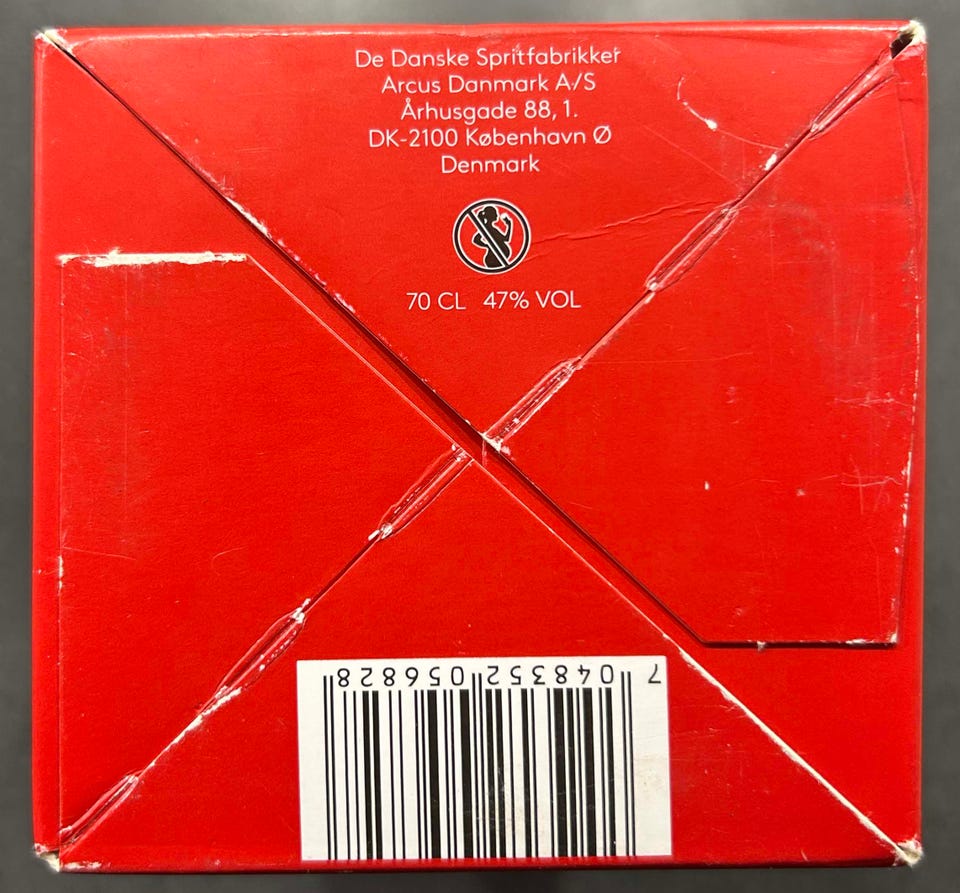 De Danske Spritfabrikker
Arcus Danmark A/S
Århusgade 88, 1.
DK-2100 København Ø
Denmark
70 CL 47% VOL
7 048352 056828